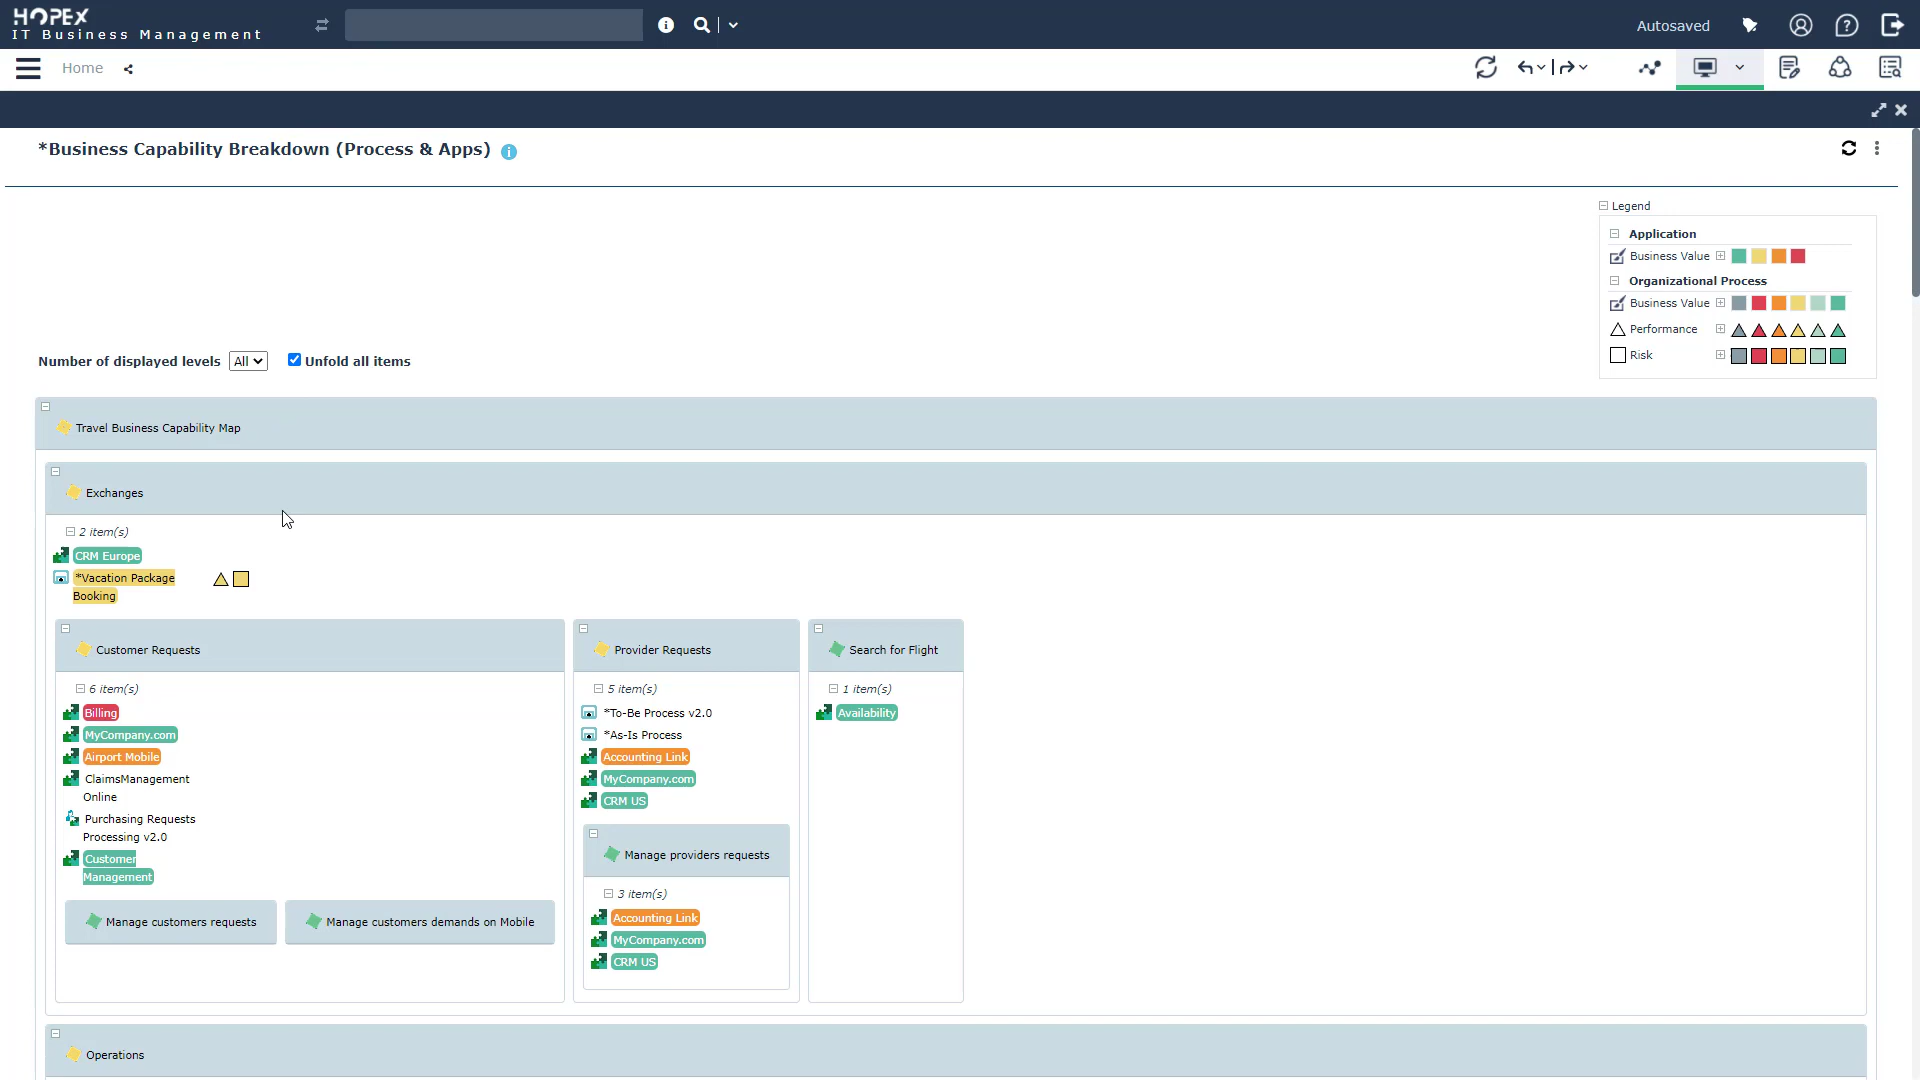 HOPEX
IT Business Management
Autosaved
Home
*Business Capability Breakdown (Process & Apps)
Legend
Application
Business Value
Organizational Process
Business Value
Performance
Risk
Number of displayed levels All Unfold all items
Travel Business Capability Map
Exchanges
2 item(s)
CRM Europe
*Vacation Package
Booking
Customer Requests
6 item(s)
Billing
MyCompany.com
Airport Mobile
ClaimsManagement
Online
Purchasing Requests
Processing v2.0
Customer
Management
Manage customers requests
Manage customers demands on Mobile
Provider Requests
5 item(s)
*To-Be Process v2.0
*As-Is Process
Accounting Link
MyCompany.com
CRM US
Manage providers requests
3 item(s)
Accounting Link
MyCompany.com
CRM US
Search for Flight
1 item(s)
Availability
Operations